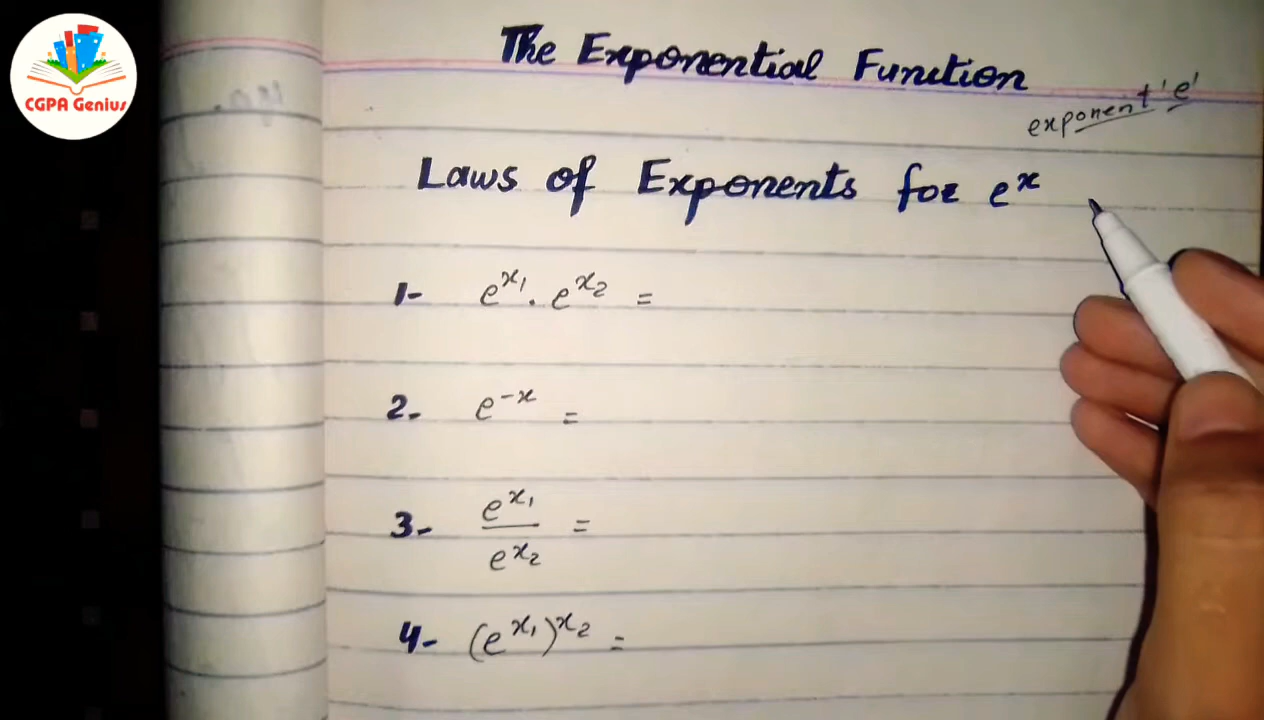 CGPA Genius
The Exponential Function
exponent 'e'
Laws of Exponents for eˣ
1- e^x₁ . e^x₂ =
2- e^-x =
3- e^x₁ / e^x₂ =
4- (e^x₁)^x₂ =